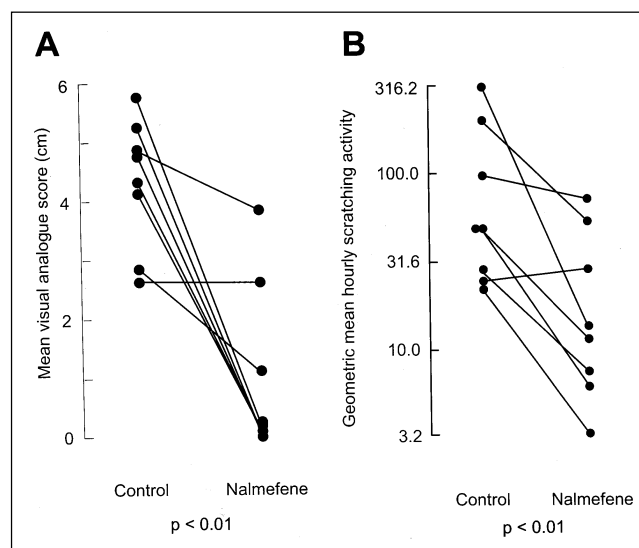 A
Mean visual analogue score (cm)
6
4
2
0
Control Nalmefene
p < 0.01
B
Geometric mean hourly scratching activity
316.2
100.0
31.6
10.0
3.2
Control Nalmefene
p < 0.01